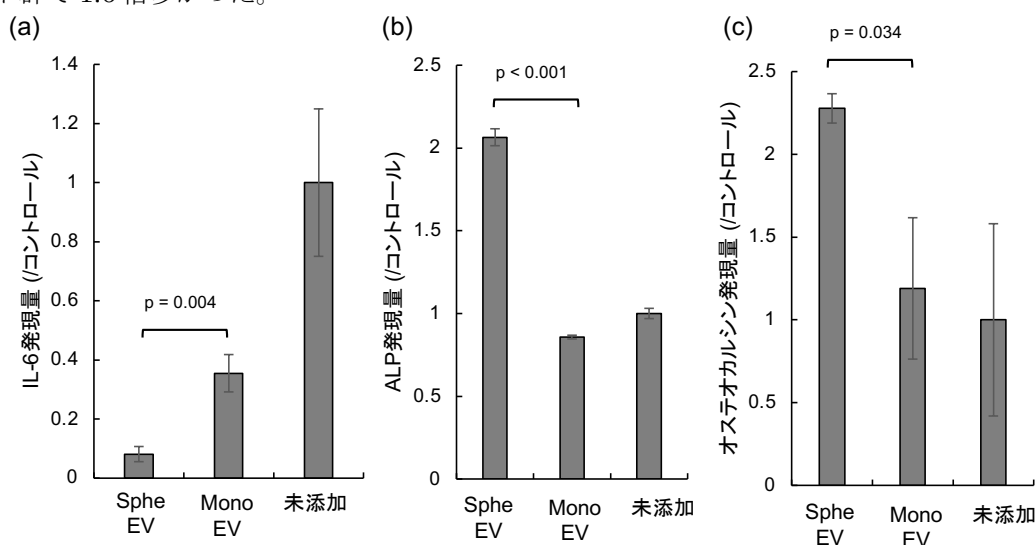 (a)
IL-6発現量 (/コントロール)
1.4
1.2
1
0.8
0.6
0.4
0.2
0
p = 0.004
Sphe
EV
Mono
EV
未添加
(b)
ALP発現量 (/コントロール)
2.5
2
1.5
1
0.5
0
p < 0.001
Sphe
EV
Mono
EV
未添加
(c)
オステオカルシン発現量 (/コントロール)
2.5
2
1.5
1
0.5
0
p = 0.034
Sphe
EV
Mono
EV
未添加